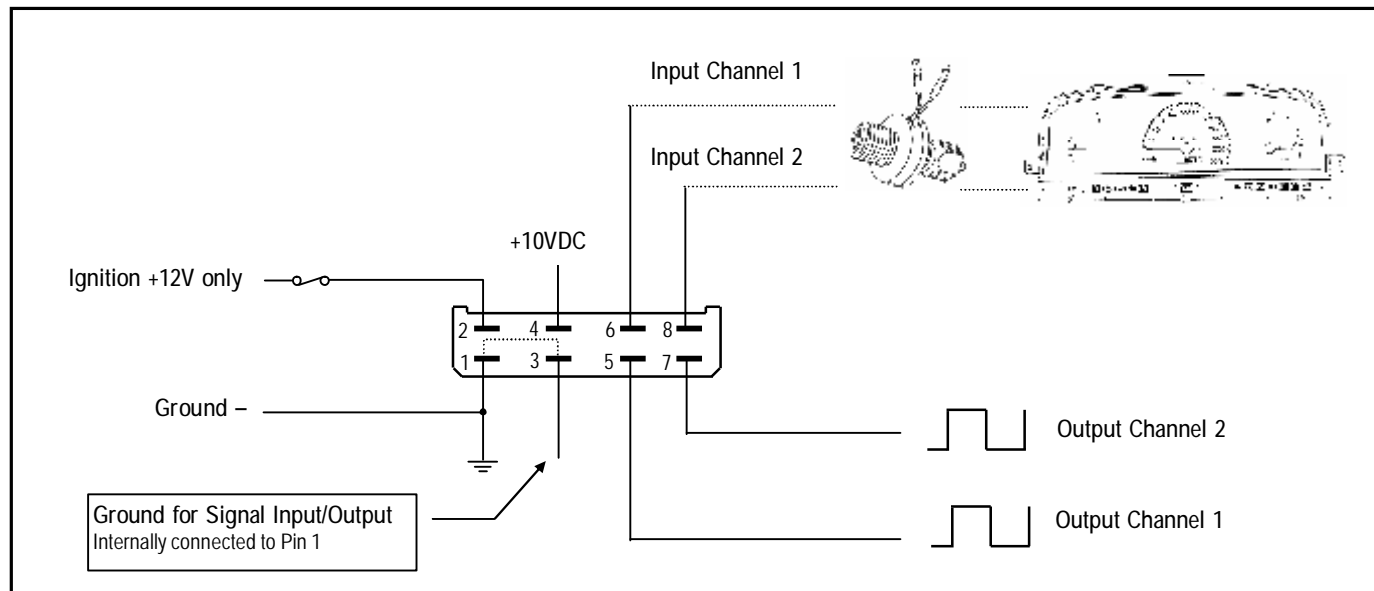 Input Channel 1
Input Channel 2
+10VDC
Ignition +12V only
2 4 6 8
1 3 5 7
Ground –
Output Channel 2
Ground for Signal Input/Output
Internally connected to Pin 1
Output Channel 1